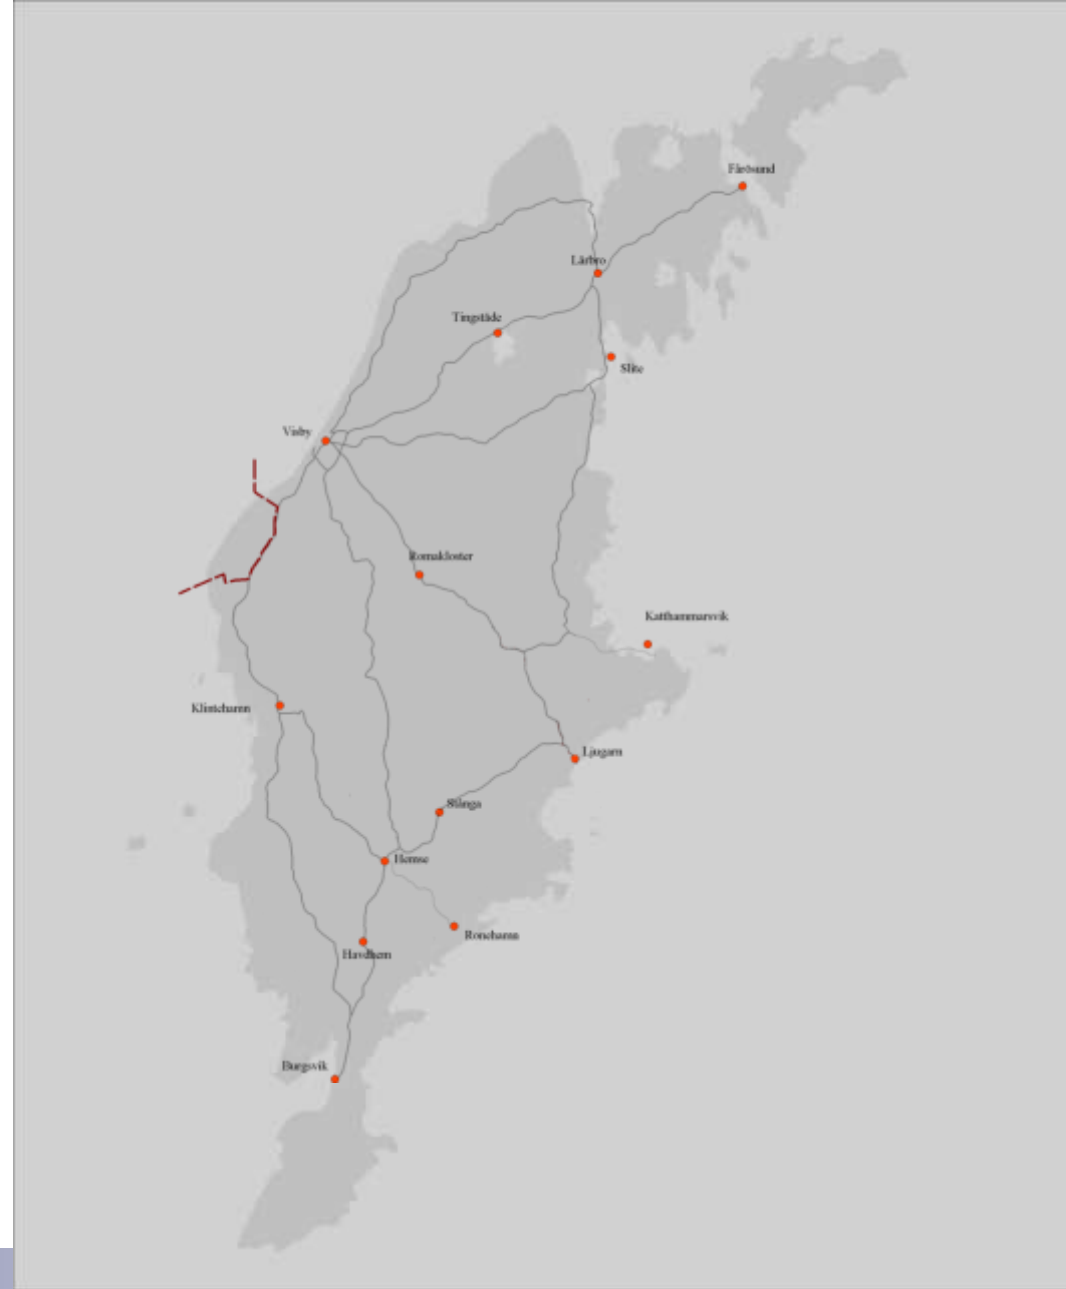 Fårösund
Lärbro
Tingstäde
Slite
Visby
Romakloster
Katthammarsvik
Klintehamn
Ljugarn
Stånga
Hemse
Ronehamn
Havdhem
Burgsvik